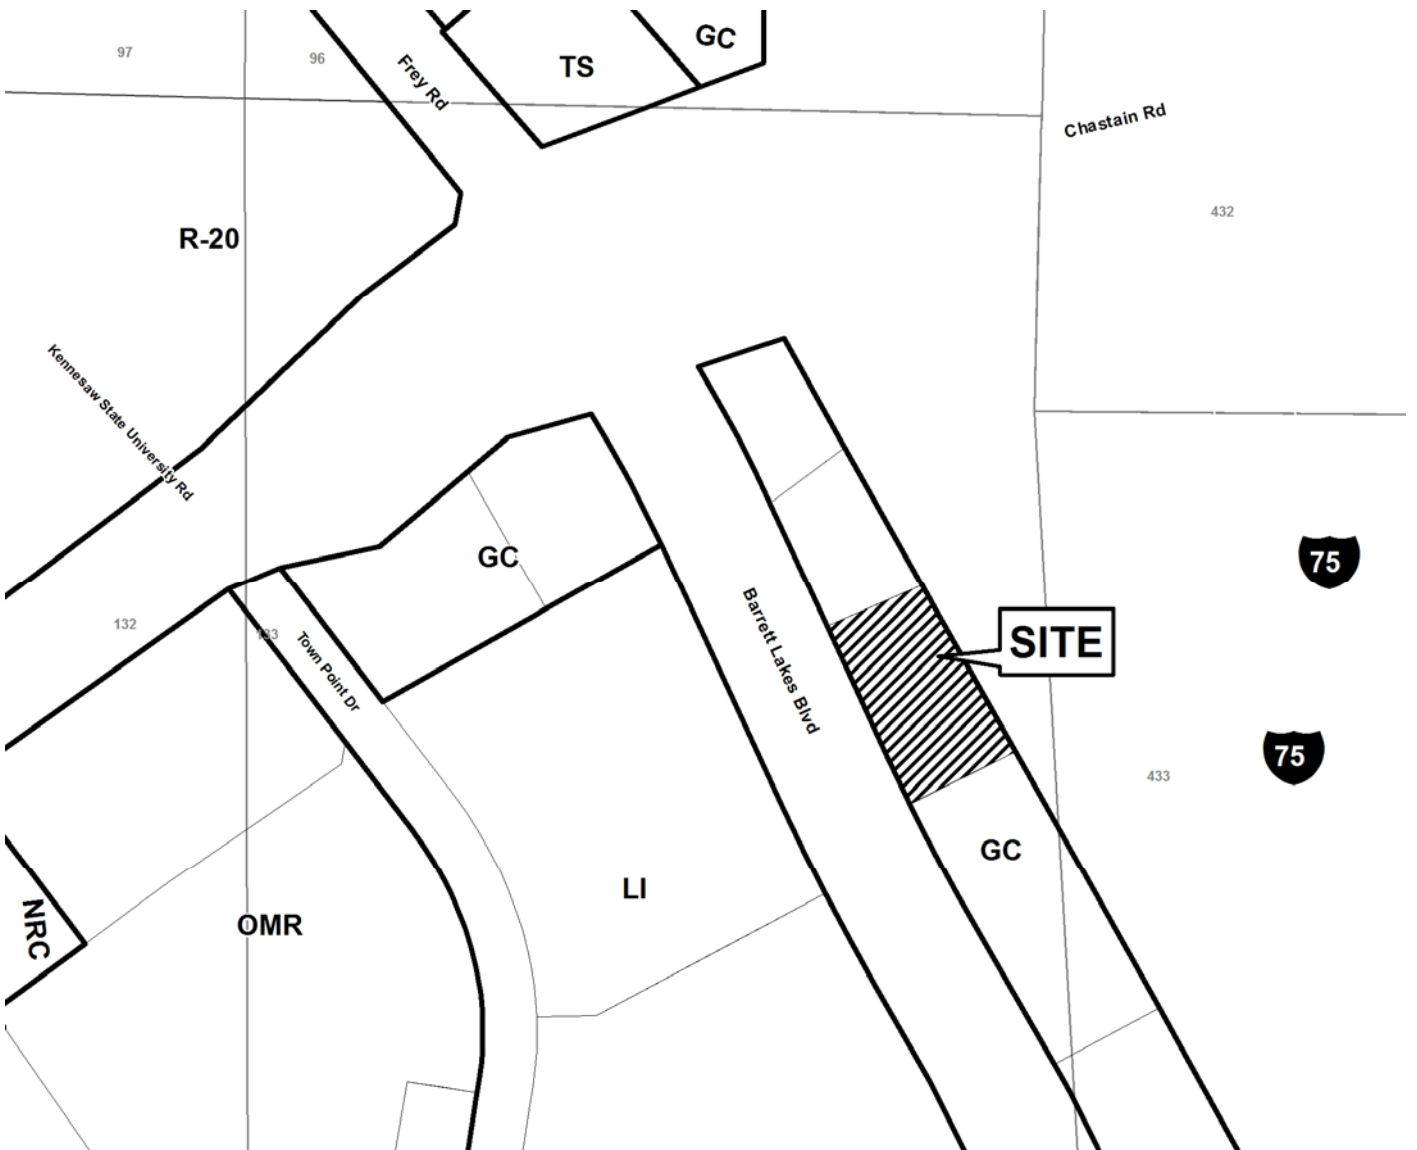 97
96
Frey Rd
TS
GC
Chastain Rd
432
R-20
Kennesaw State University Rd
GC
75
132
133
Town Point Dr
Barrett Lakes Blvd
SITE
75
433
GC
LI
NRC
OMR